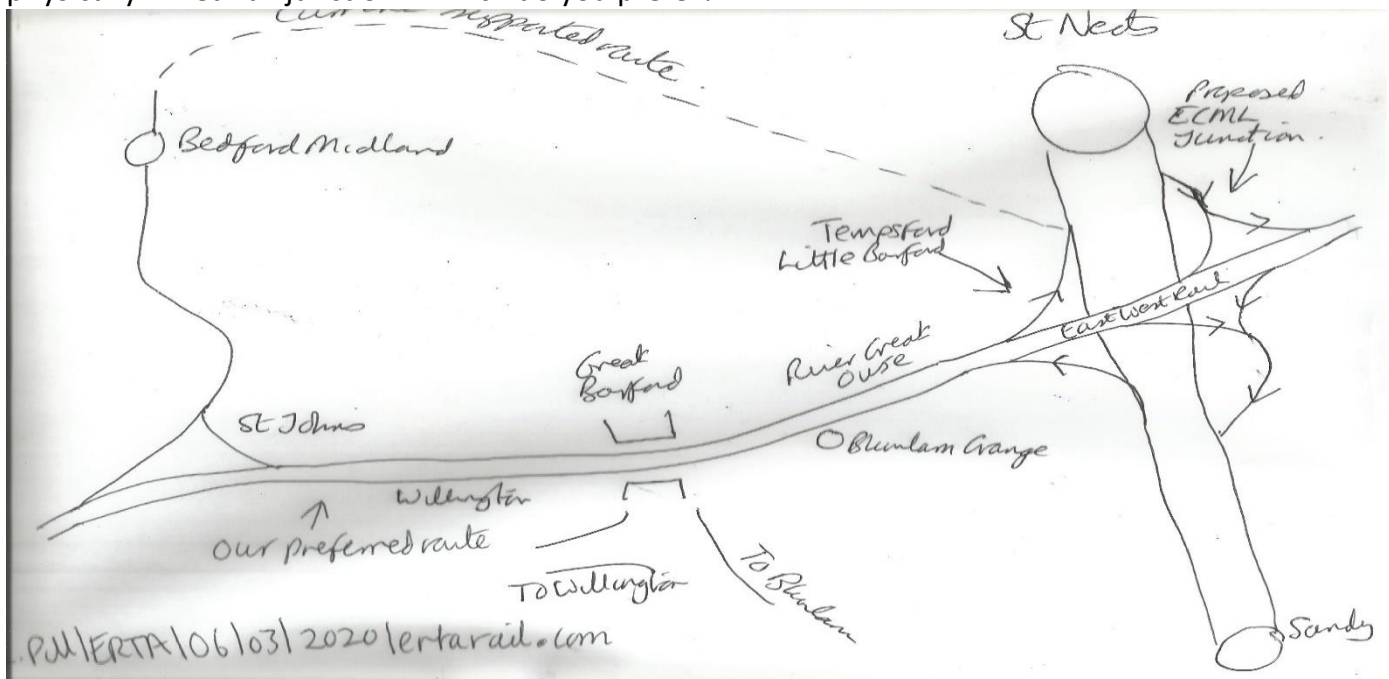 St Neots
Proposed
ECML
Junction.
route.
Bedford Midland
Tempsford
Little Barford
East West Rail
River Great
Ouse
Great
Barford
St Johns
Blunham Grange
Willington
Our preferred route
To Willington
To Blunham
Sandy
PM/ERTA/06/03/2020/ertarail.com